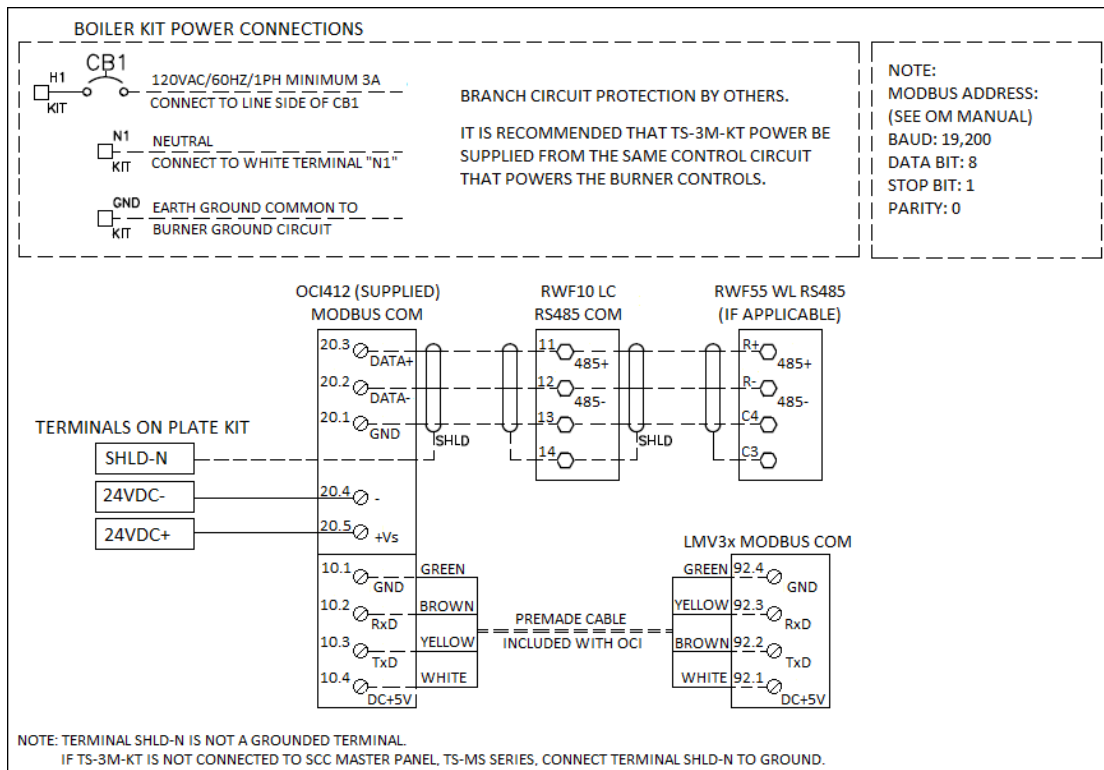 BOILER KIT POWER CONNECTIONS
H1
CB1
KIT
120VAC/60HZ/1PH MINIMUM 3A
CONNECT TO LINE SIDE OF CB1
N1
KIT
NEUTRAL
CONNECT TO WHITE TERMINAL "N1"
GND
KIT
EARTH GROUND COMMON TO
BURNER GROUND CIRCUIT
BRANCH CIRCUIT PROTECTION BY OTHERS.
IT IS RECOMMENDED THAT TS-3M-KT POWER BE
SUPPLIED FROM THE SAME CONTROL CIRCUIT
THAT POWERS THE BURNER CONTROLS.
NOTE:
MODBUS ADDRESS:
(SEE OM MANUAL)
BAUD: 19,200
DATA BIT: 8
STOP BIT: 1
PARITY: 0
OCI412 (SUPPLIED)
MODBUS COM
RWF10 LC
RS485 COM
RWF55 WL RS485
(IF APPLICABLE)
20.3 DATA+
11 485+
R+ 485+
20.2 DATA-
12 485-
R- 485-
20.1 GND
SHLD
13
C4
14
SHLD
C3
TERMINALS ON PLATE KIT
SHLD-N
24VDC-
20.4 -
24VDC+
20.5 +Vs
LMV3x MODBUS COM
10.1 GND GREEN
10.2 RxD BROWN
10.3 TxD YELLOW
10.4 DC+5V WHITE
PREMADE CABLE
INCLUDED WITH OCI
GREEN 92.4 GND
YELLOW 92.3 RxD
BROWN 92.2 TxD
WHITE 92.1 DC+5V
NOTE: TERMINAL SHLD-N IS NOT A GROUNDED TERMINAL.
IF TS-3M-KT IS NOT CONNECTED TO SCC MASTER PANEL, TS-MS SERIES, CONNECT TERMINAL SHLD-N TO GROUND.